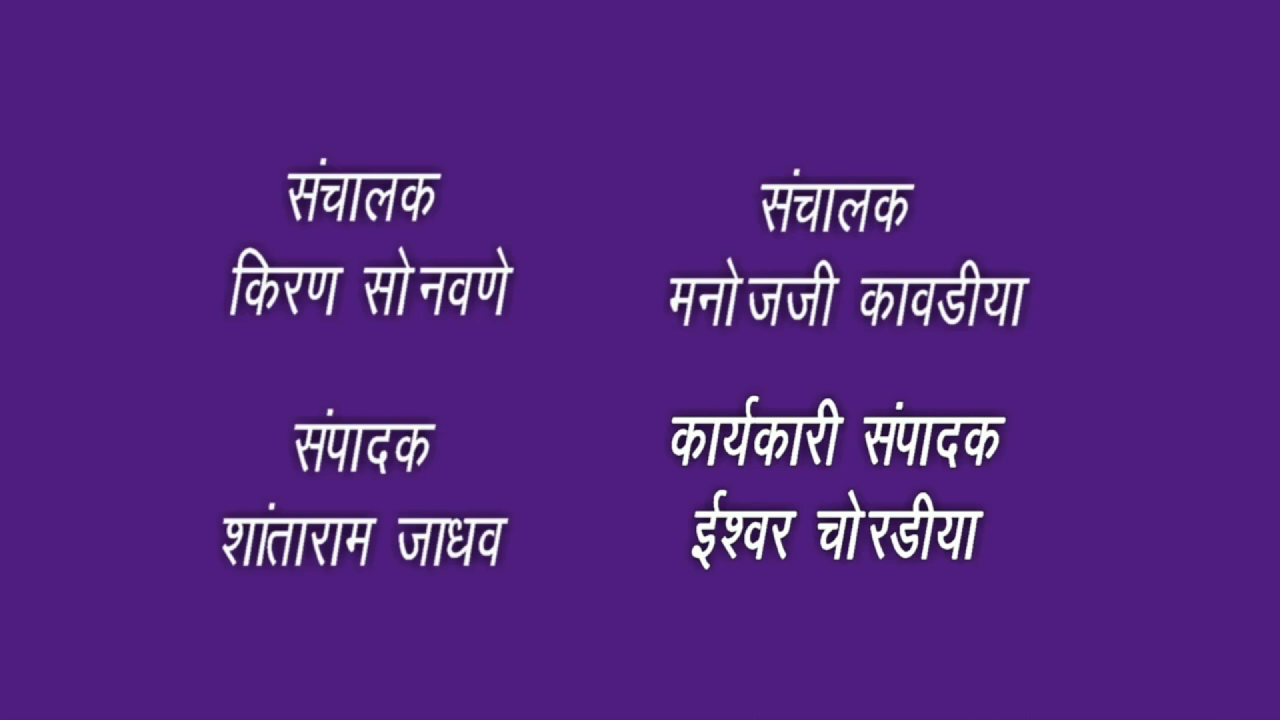 संचालक
किरण सोनवणे
संचालक
मनोजजी कावडीया
संपादक
शांताराम जाधव
कार्यकारी संपादक
ईश्वर चोरडीया